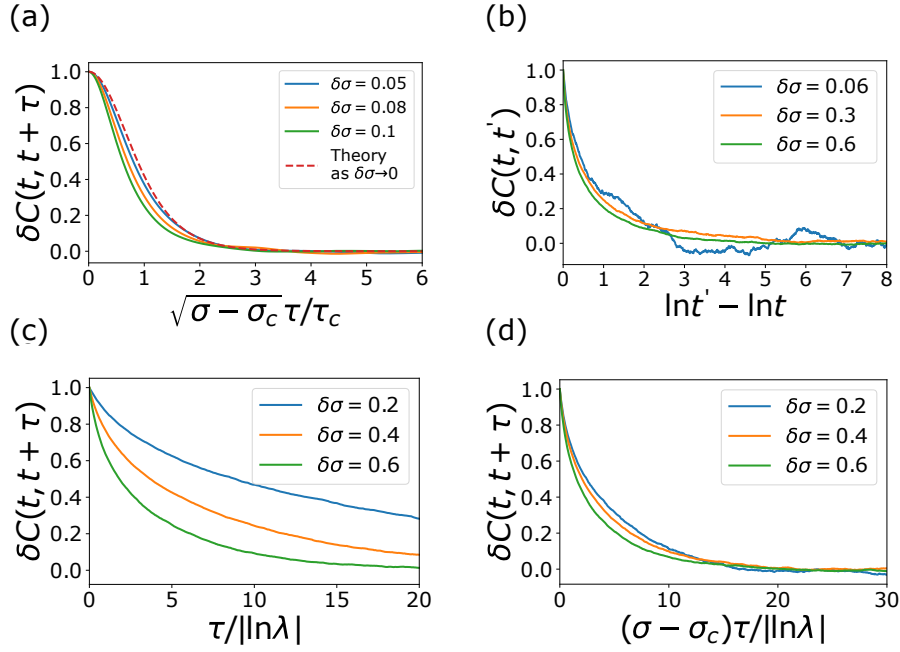 (a)
δC(t, t + τ)
1.0
0.8
0.6
0.4
0.2
0.0
δσ = 0.05
δσ = 0.08
δσ = 0.1
Theory
as δσ→0
0 1 2 3 4 5 6
√σ − σc τ/τc
(b)
δC(t, t')
1.0
0.8
0.6
0.4
0.2
0.0
δσ = 0.06
δσ = 0.3
δσ = 0.6
0 1 2 3 4 5 6 7 8
lnt' − lnt
(c)
δC(t, t + τ)
1.0
0.8
0.6
0.4
0.2
0.0
δσ = 0.2
δσ = 0.4
δσ = 0.6
0 5 10 15 20
τ/|lnλ|
(d)
δC(t, t + τ)
1.0
0.8
0.6
0.4
0.2
0.0
δσ = 0.2
δσ = 0.4
δσ = 0.6
0 10 20 30
(σ − σc)τ/|lnλ|